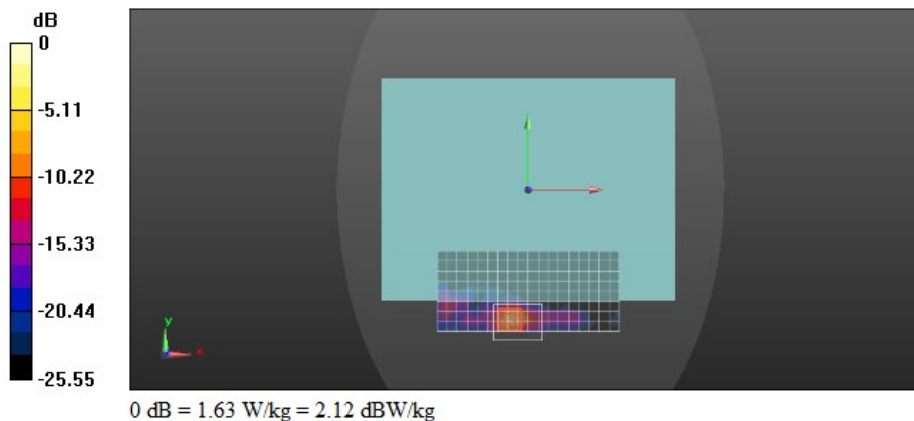 dB
0
-5.11
-10.22
-15.33
-20.44
-25.55
y
x
0 dB = 1.63 W/kg = 2.12 dBW/kg